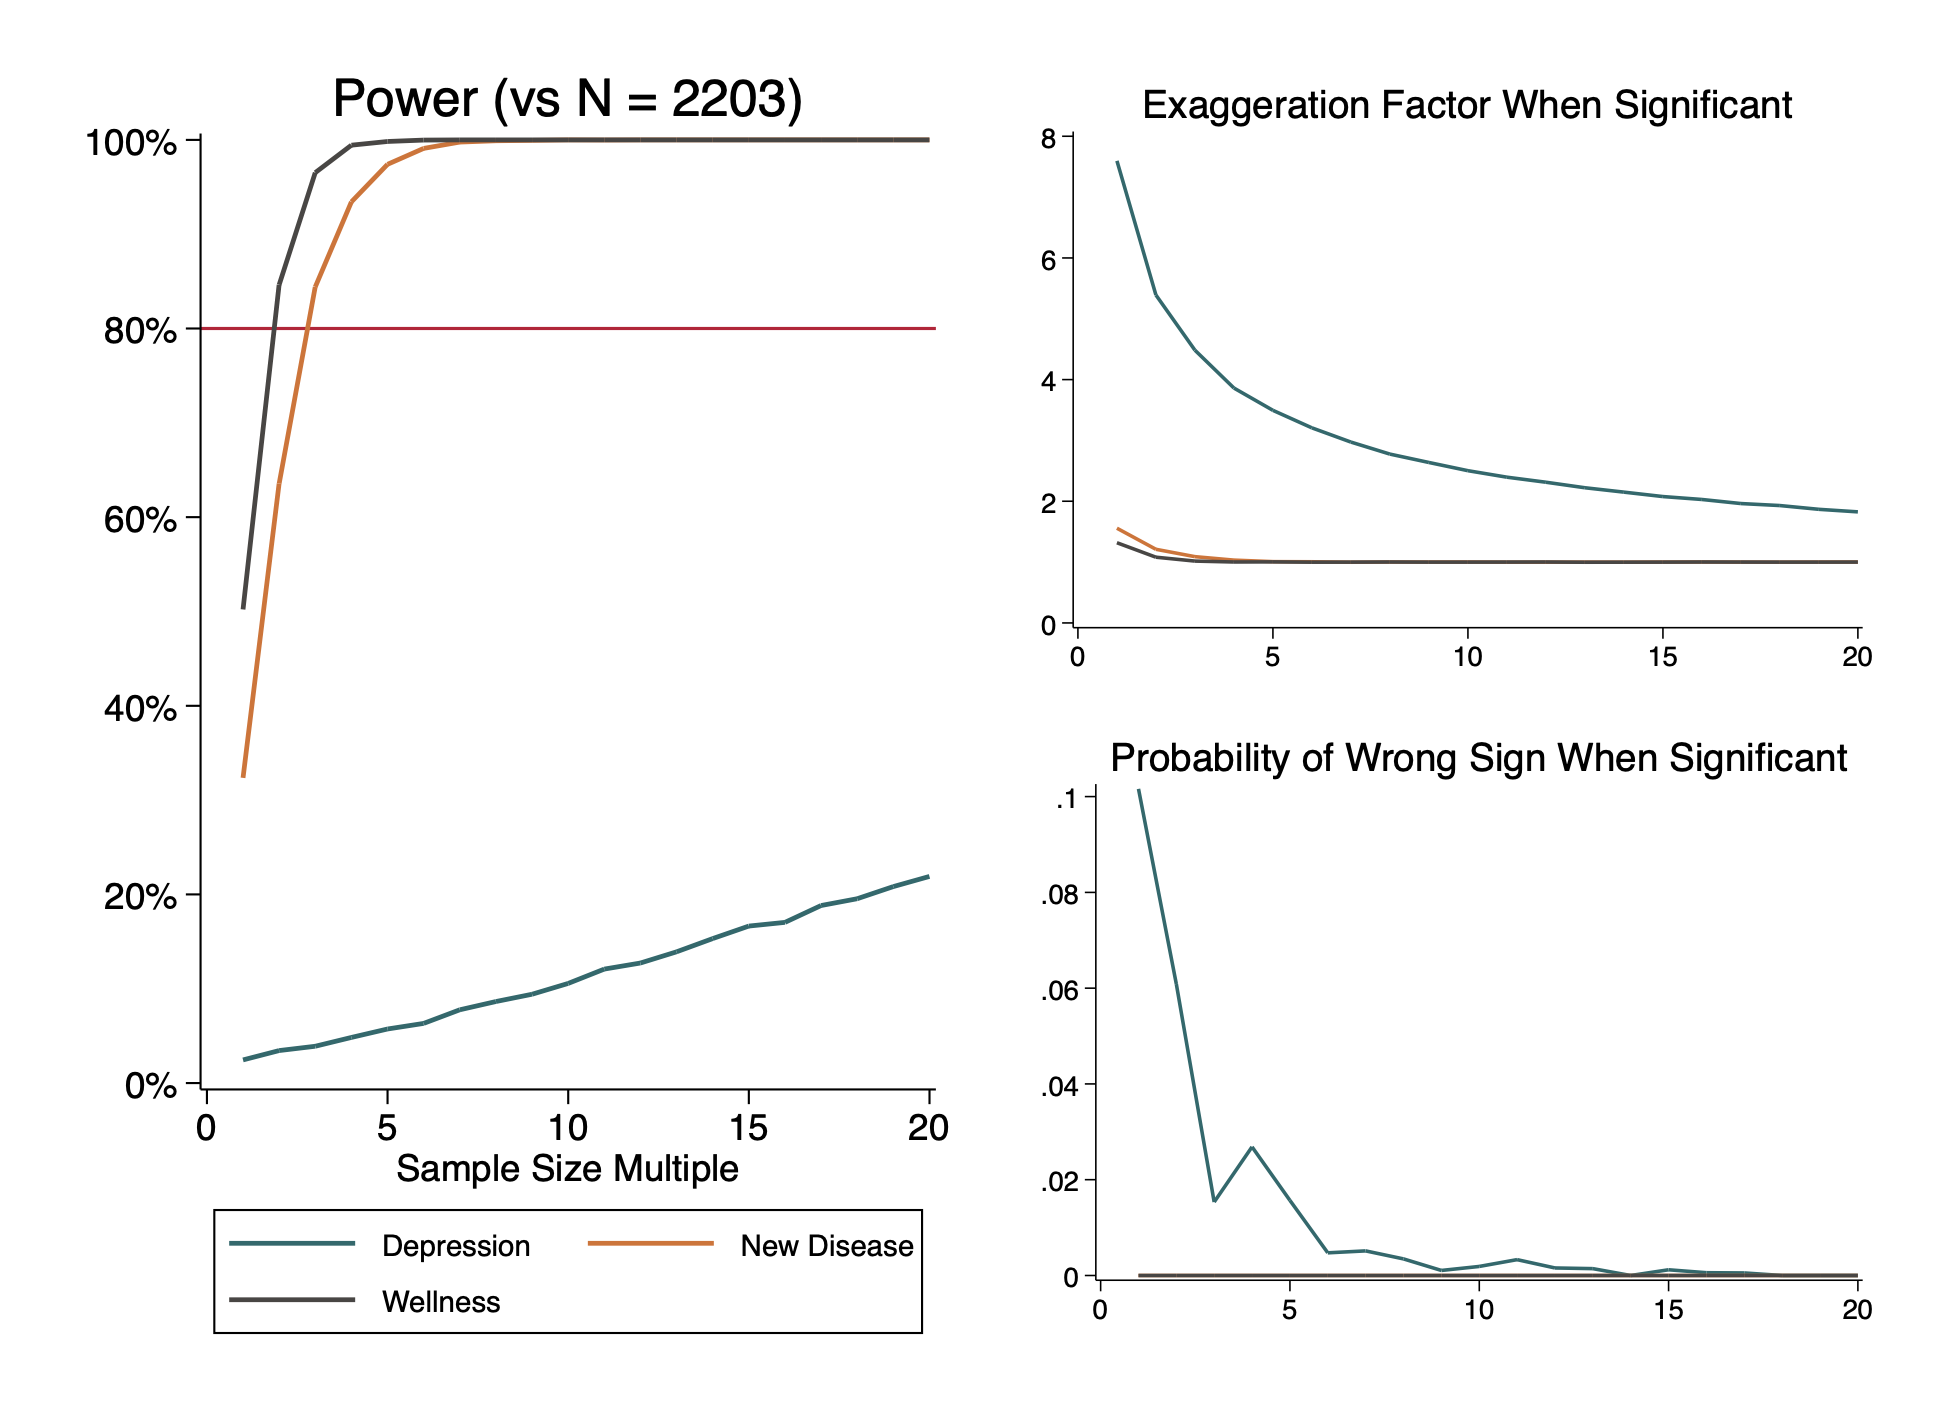 Power (vs N = 2203)
100%
80%
60%
40%
20%
0%
0 5 10 15 20
Sample Size Multiple
Depression New Disease
Wellness
Exaggeration Factor When Significant
8
6
4
2
0
0 5 10 15 20
Probability of Wrong Sign When Significant
.1
.08
.06
.04
.02
0
0 5 10 15 20